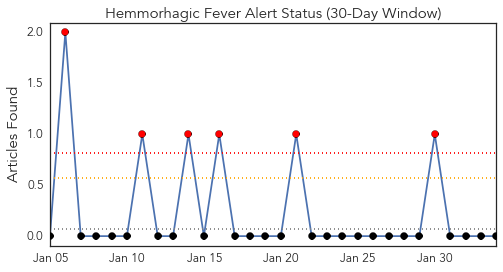 Hemmorhagic Fever Alert Status (30-Day Window)
Articles Found
2.0
1.5
1.0
0.5
0.0
Jan 05 Jan 10 Jan 15 Jan 20 Jan 25 Jan 30